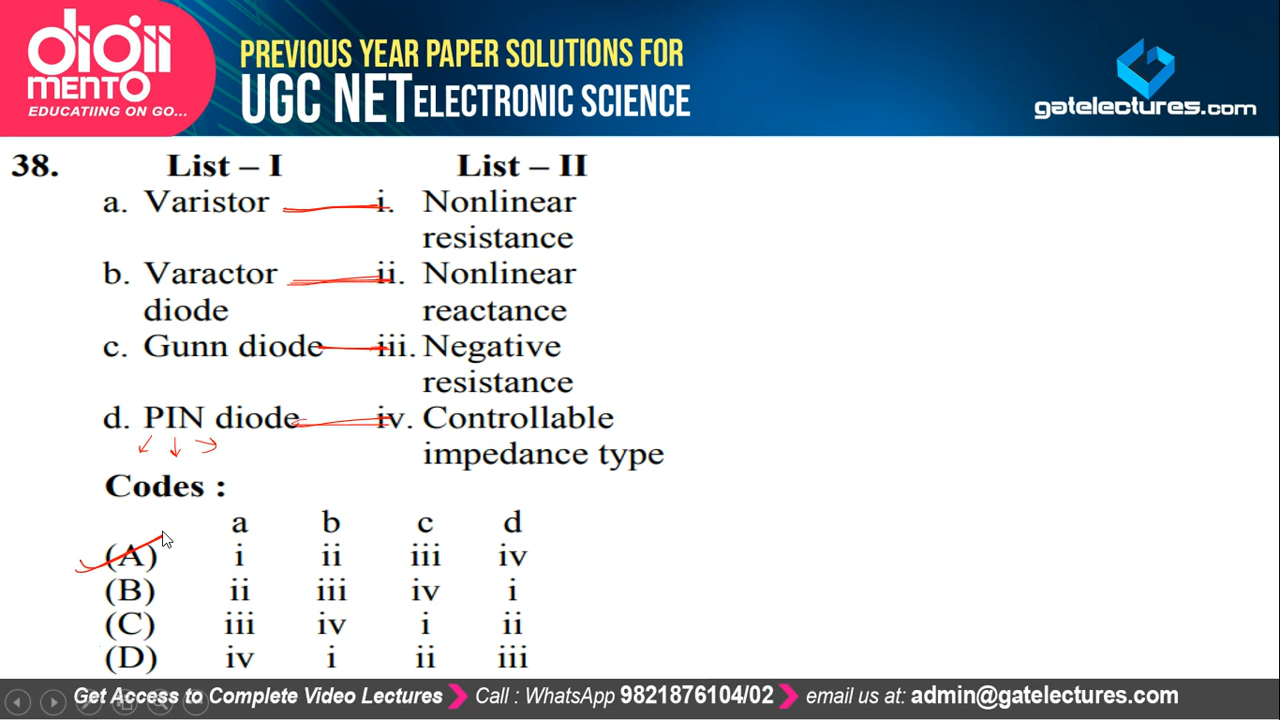 dioii
MENTO
EDUCATIING ON GO...
PREVIOUS YEAR PAPER SOLUTIONS FOR
UGC NET ELECTRONIC SCIENCE
gatelectures.com
38. List – I List – II
a. Varistor i. Nonlinear
resistance
b. Varactor ii. Nonlinear
diode reactance
c. Gunn diode iii. Negative
resistance
d. PIN diode iv. Controllable
impedance type
Codes :
a b c d
(A) i ii iii iv
(B) ii iii iv i
(C) iii iv i ii
(D) iv i ii iii
Get Access to Complete Video Lectures Call : WhatsApp 9821876104/02 email us at: admin@gatelectures.com